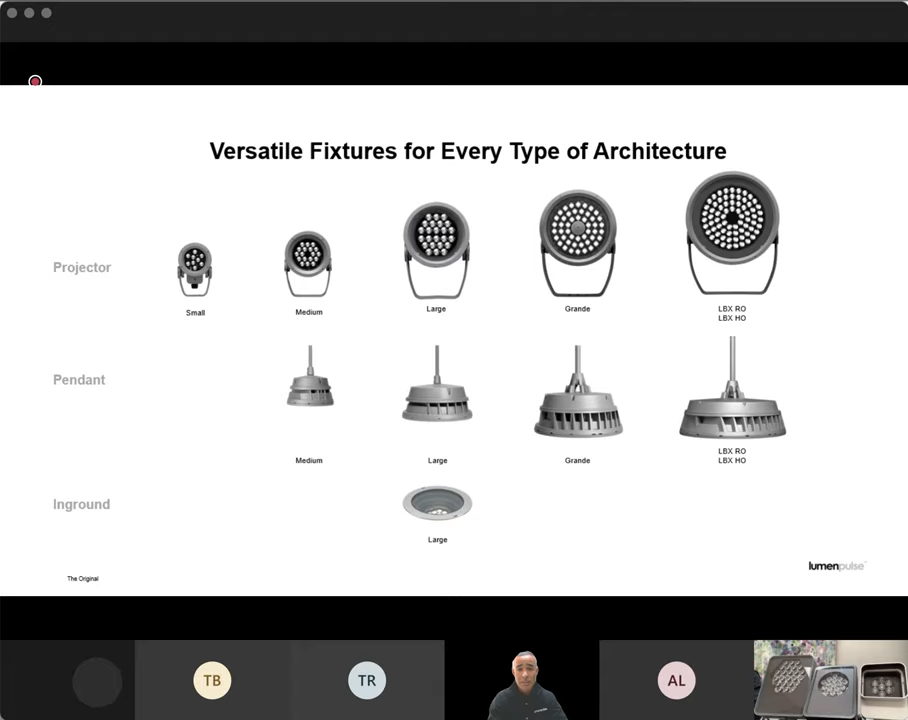 Versatile Fixtures for Every Type of Architecture
Projector
Small
Medium
Large
Grande
LBX RO
LBX HO
Pendant
Medium
Large
Grande
LBX RO
LBX HO
Inground
Large
The Original
lumenpulse™
TB
TR
AL